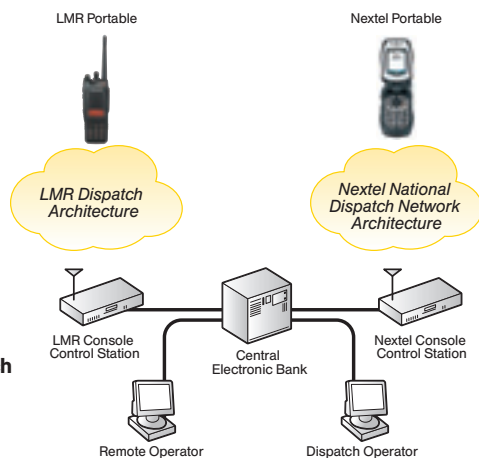 LMR Portable
Nextel Portable
LMR Dispatch
Architecture
Nextel National
Dispatch Network
Architecture
LMR Console
Control Station
Central
Electronic Bank
Nextel Console
Control Station
h
Remote Operator
Dispatch Operator